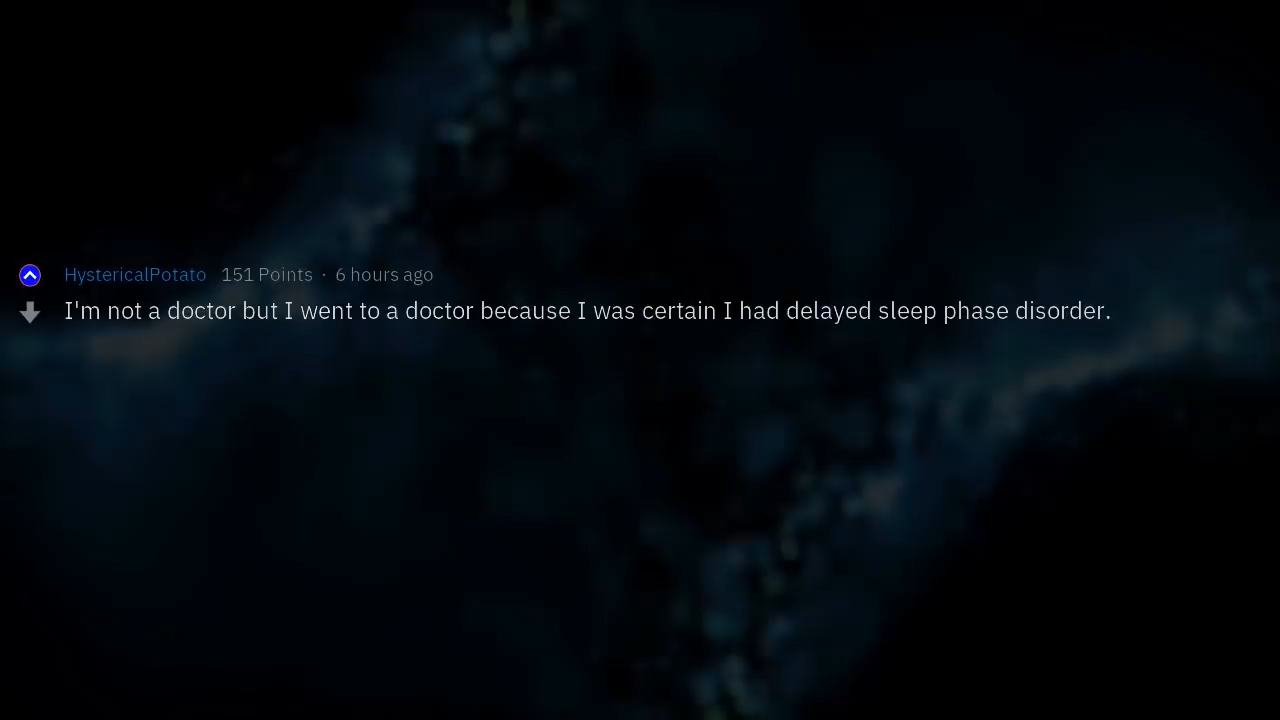 HystericalPotato 151 Points · 6 hours ago
I'm not a doctor but I went to a doctor because I was certain I had delayed sleep phase disorder.